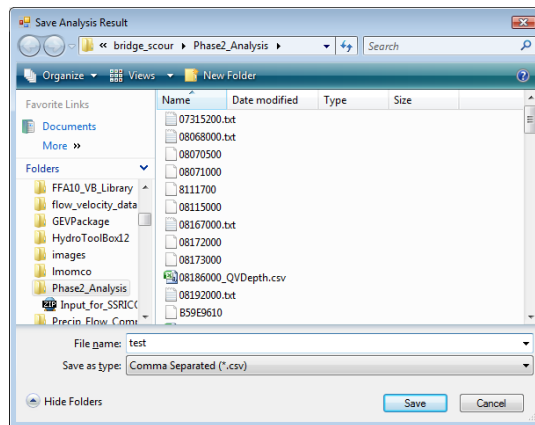 Save Analysis Result
« bridge_scour ▸ Phase2_Analysis ▸
Search
Organize Views New Folder
Favorite Links
Documents
More »
Folders
FFA10_VB_Library
flow_velocity_data
GEVPackage
HydroToolBox12
images
lmomco
Phase2_Analysis
Input_for_SSRIC
Precip_Flow_Com
Name Date modified Type Size
07315200.txt
08068000.txt
08070500
08071000
8111700
08115000
08167000.txt
08172000
08173000
08186000_QVDepth.csv
08192000.txt
B59E9610
File name: test
Save as type: Comma Separated (*.csv)
Hide Folders
Save Cancel